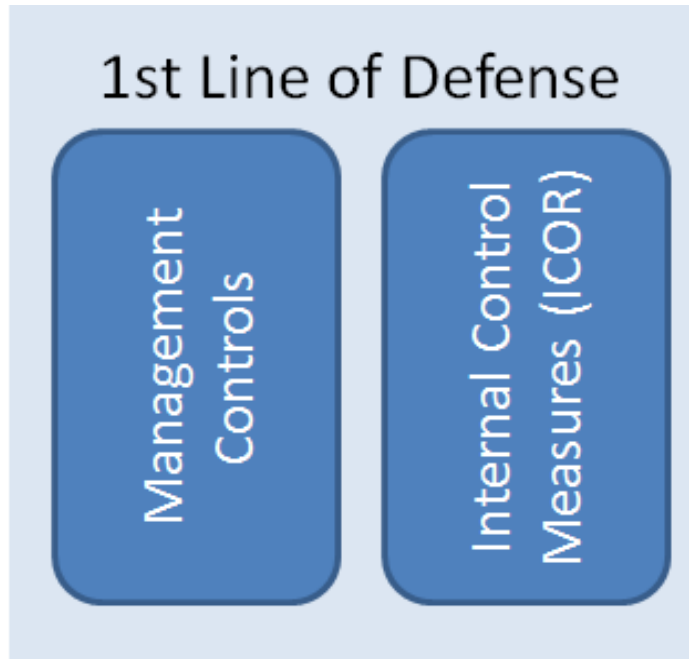 1st Line of Defense
Management
Controls
Internal Control
Measures (ICOR)